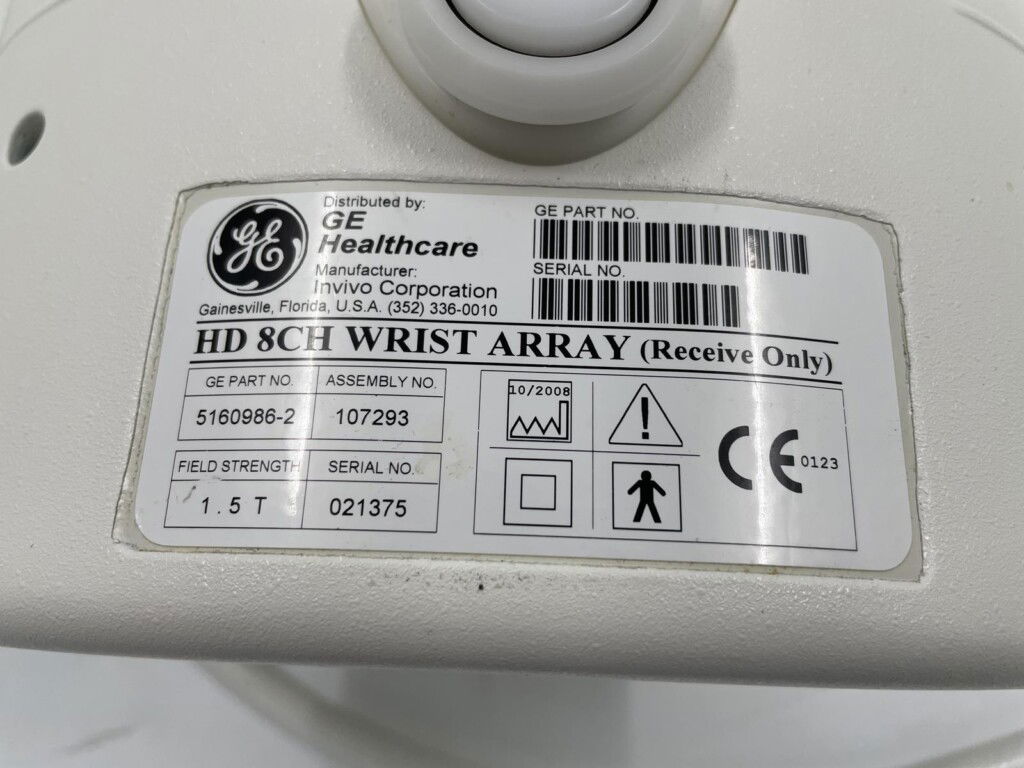 GE
Distributed by:
GE
Healthcare
Manufacturer:
Invivo Corporation
Gainesville, Florida, U.S.A. (352) 336-0010
GE PART NO.
SERIAL NO.
HD 8CH WRIST ARRAY (Receive Only)
GE PART NO. ASSEMBLY NO.
5160986-2 107293
FIELD STRENGTH SERIAL NO.
1.5 T 021375
10/2008
!
CE 0123